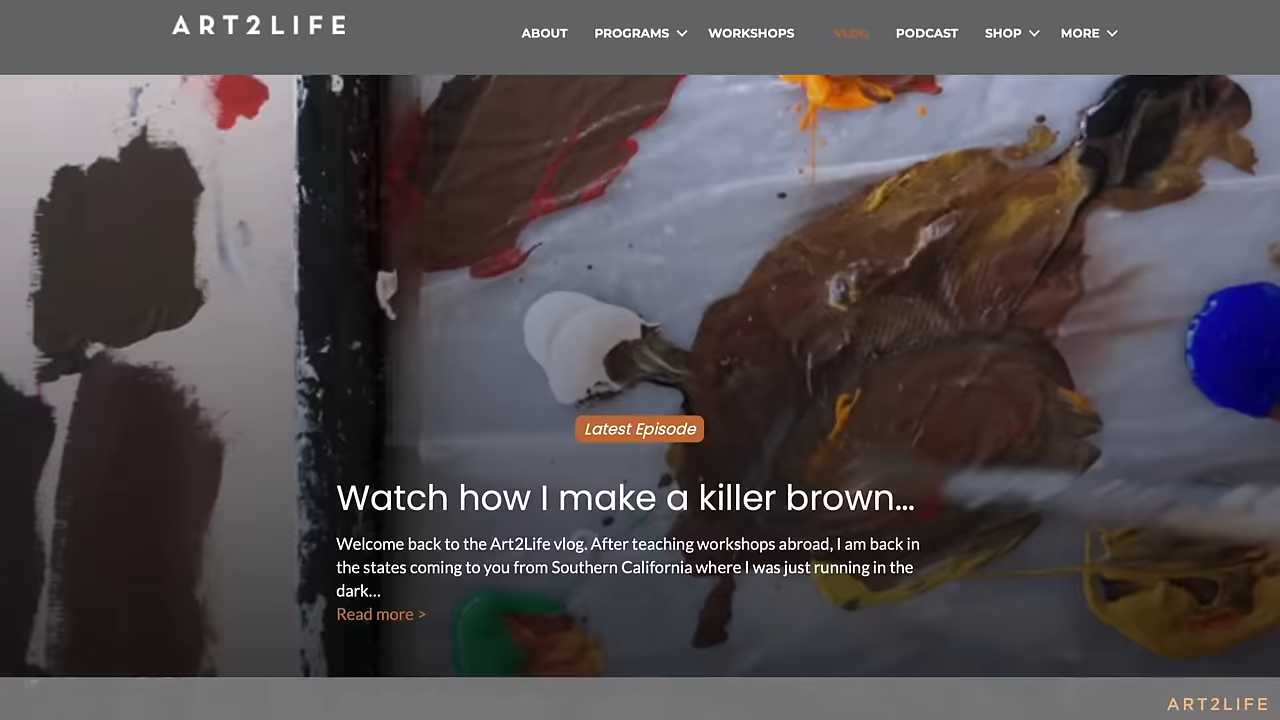 ART2LIFE
ABOUT PROGRAMS WORKSHOPS VLOG PODCAST SHOP MORE
Latest Episode
Watch how I make a killer brown...
Welcome back to the Art2Life vlog. After teaching workshops abroad, I am back in
the states coming to you from Southern California where I was just running in the
dark...
Read more >
ART2LIFE